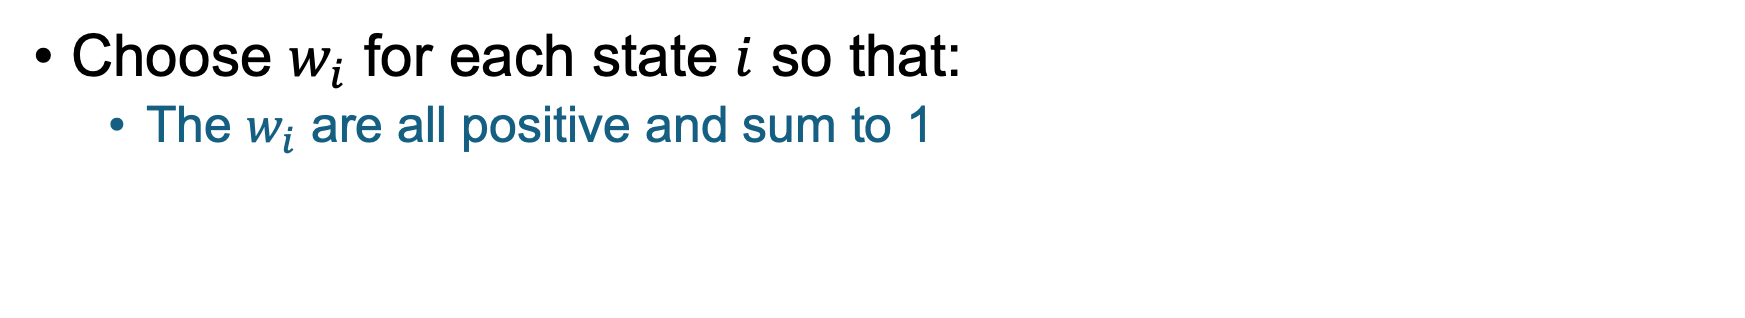 • Choose 𝑤ᵢ for each state 𝑖 so that:
• The 𝑤ᵢ are all positive and sum to 1